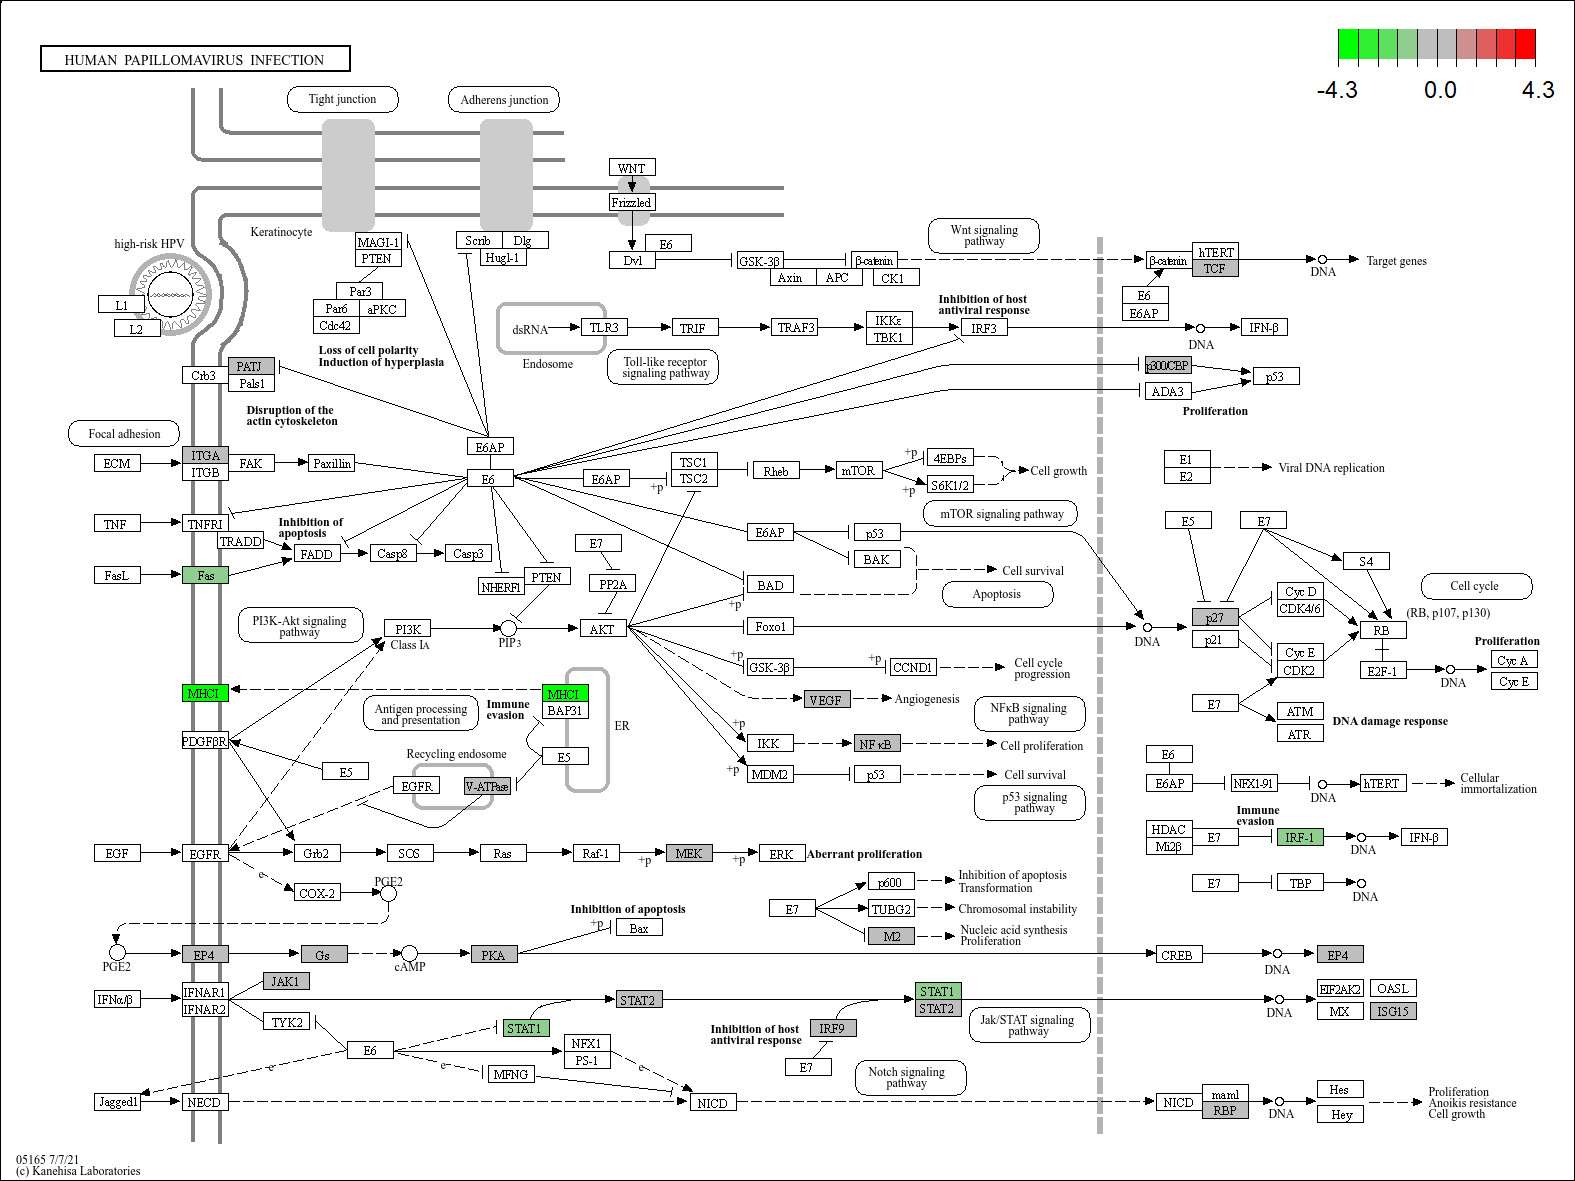 HUMAN PAPILLOMAVIRUS INFECTION
-4.3 0.0 4.3
Tight junction
Adherens junction
WNT
Frizzled
Keratinocyte
high-risk HPV
L1
L2
MAGI-1
PTEN
Par3
Par6
aPKC
Cdc42
Loss of cell polarity
Induction of hyperplasia
Scrib
Dlg
Hugl-1
E6
Dvl
GSK-3β
β-catenin
Axin
APC
CK1
Wnt signaling
pathway
β-catenin
hTERT
TCF
E6
E6AP
DNA
Target genes
Inhibition of host
antiviral response
dsRNA
TLR3
TRIF
TRAF3
IKKε
TBK1
IRF3
DNA
IFN-β
Endosome
Toll-like receptor
signaling pathway
Crb3
PATJ
Pals1
p300/CBP
ADA3
p53
Proliferation
Disruption of the
actin cytoskeleton
Focal adhesion
ECM
ITGA
ITGB
FAK
Paxillin
E6AP
E6
E6AP
+p
TSC1
TSC2
Rheb
mTOR
+p
+p
4EBPs
S6K1/2
Cell growth
mTOR signaling pathway
E1
E2
Viral DNA replication
TNF
TNFR1
TRADD
Inhibition of
apoptosis
FADD
Casp8
Casp3
FasL
Fas
NHERF1
PTEN
E7
PP2A
E6AP
p53
BAK
BAD
+p
Cell survival
Apoptosis
E5
E7
S4
Cell cycle
p27
p21
Cyc D
CDK4/6
Cyc E
CDK2
RB
(RB, p107, p130)
E2F-1
DNA
Proliferation
Cyc A
Cyc E
PI3K-Akt signaling
pathway
PI3K
Class IA
PIP3
AKT
Foxo1
DNA
+p
GSK-3β
+p
CCND1
Cell cycle
progression
MHCI
MHCI
BAP31
Immune
evasion
Antigen processing
and presentation
ER
VEGF
Angiogenesis
NFκB signaling
pathway
E7
ATM
ATR
DNA damage response
PDGFβR
E5
Recycling endosome
E5
EGFR
V-ATPase
+p
IKK
NFκB
Cell proliferation
+p
MDM2
p53
Cell survival
p53 signaling
pathway
E6
E6AP
NFX1-91
DNA
hTERT
Cellular
immortalization
EGF
EGFR
Grb2
SOS
Ras
Raf-1
+p
MEK
+p
ERK
Aberrant proliferation
Immune
evasion
HDAC
Mi2β
E7
IRF-1
DNA
IFN-β
e
COX-2
PGE2
E7
p600
TUBG2
M2
Inhibition of apoptosis
Transformation
Chromosomal instability
Nucleic acid synthesis
Proliferation
E7
TBP
DNA
Inhibition of apoptosis
+p
Bax
PGE2
EP4
Gs
cAMP
PKA
CREB
DNA
EP4
IFNα/β
IFNAR1
IFNAR2
JAK1
TYK2
STAT2
STAT1
STAT1
STAT2
DNA
EIF2AK2
OASL
MX
ISG15
Inhibition of host
antiviral response
IRF9
E7
Jak/STAT signaling
pathway
E6
NFX1
PS-1
e
e
e
MFNG
Notch signaling
pathway
Jagged1
NECD
NICD
NICD
maml
RBP
DNA
Hes
Hey
Proliferation
Anoikis resistance
Cell growth
05165 7/7/21
(c) Kanehisa Laboratories